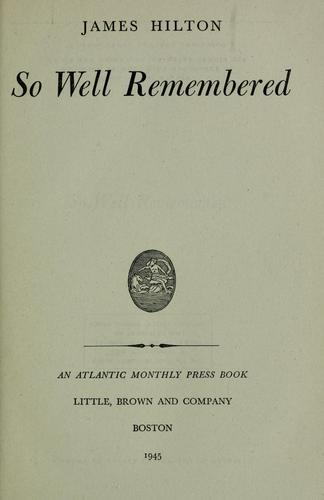 JAMES HILTON
So Well Remembered
AN ATLANTIC MONTHLY PRESS BOOK
LITTLE, BROWN AND COMPANY
BOSTON
1945